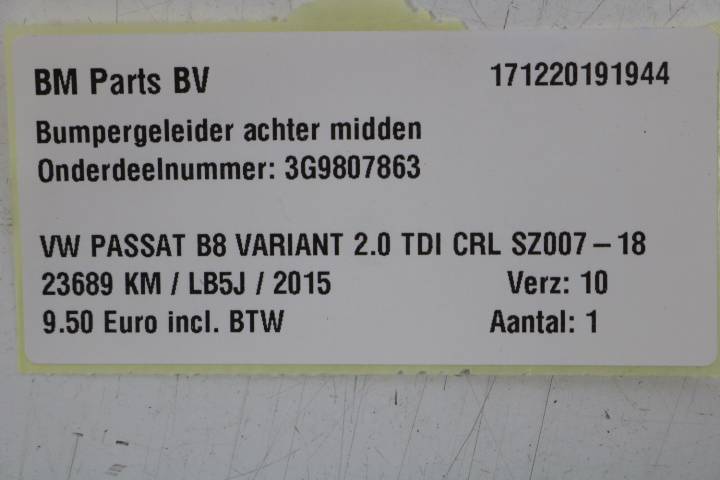 BM Parts BV 171220191944
Bumpergeleider achter midden
Onderdeelnummer: 3G9807863
VW PASSAT B8 VARIANT 2.0 TDI CRL SZ007-18
23689 KM / LB5J / 2015 Verz: 10
9.50 Euro incl. BTW Aantal: 1